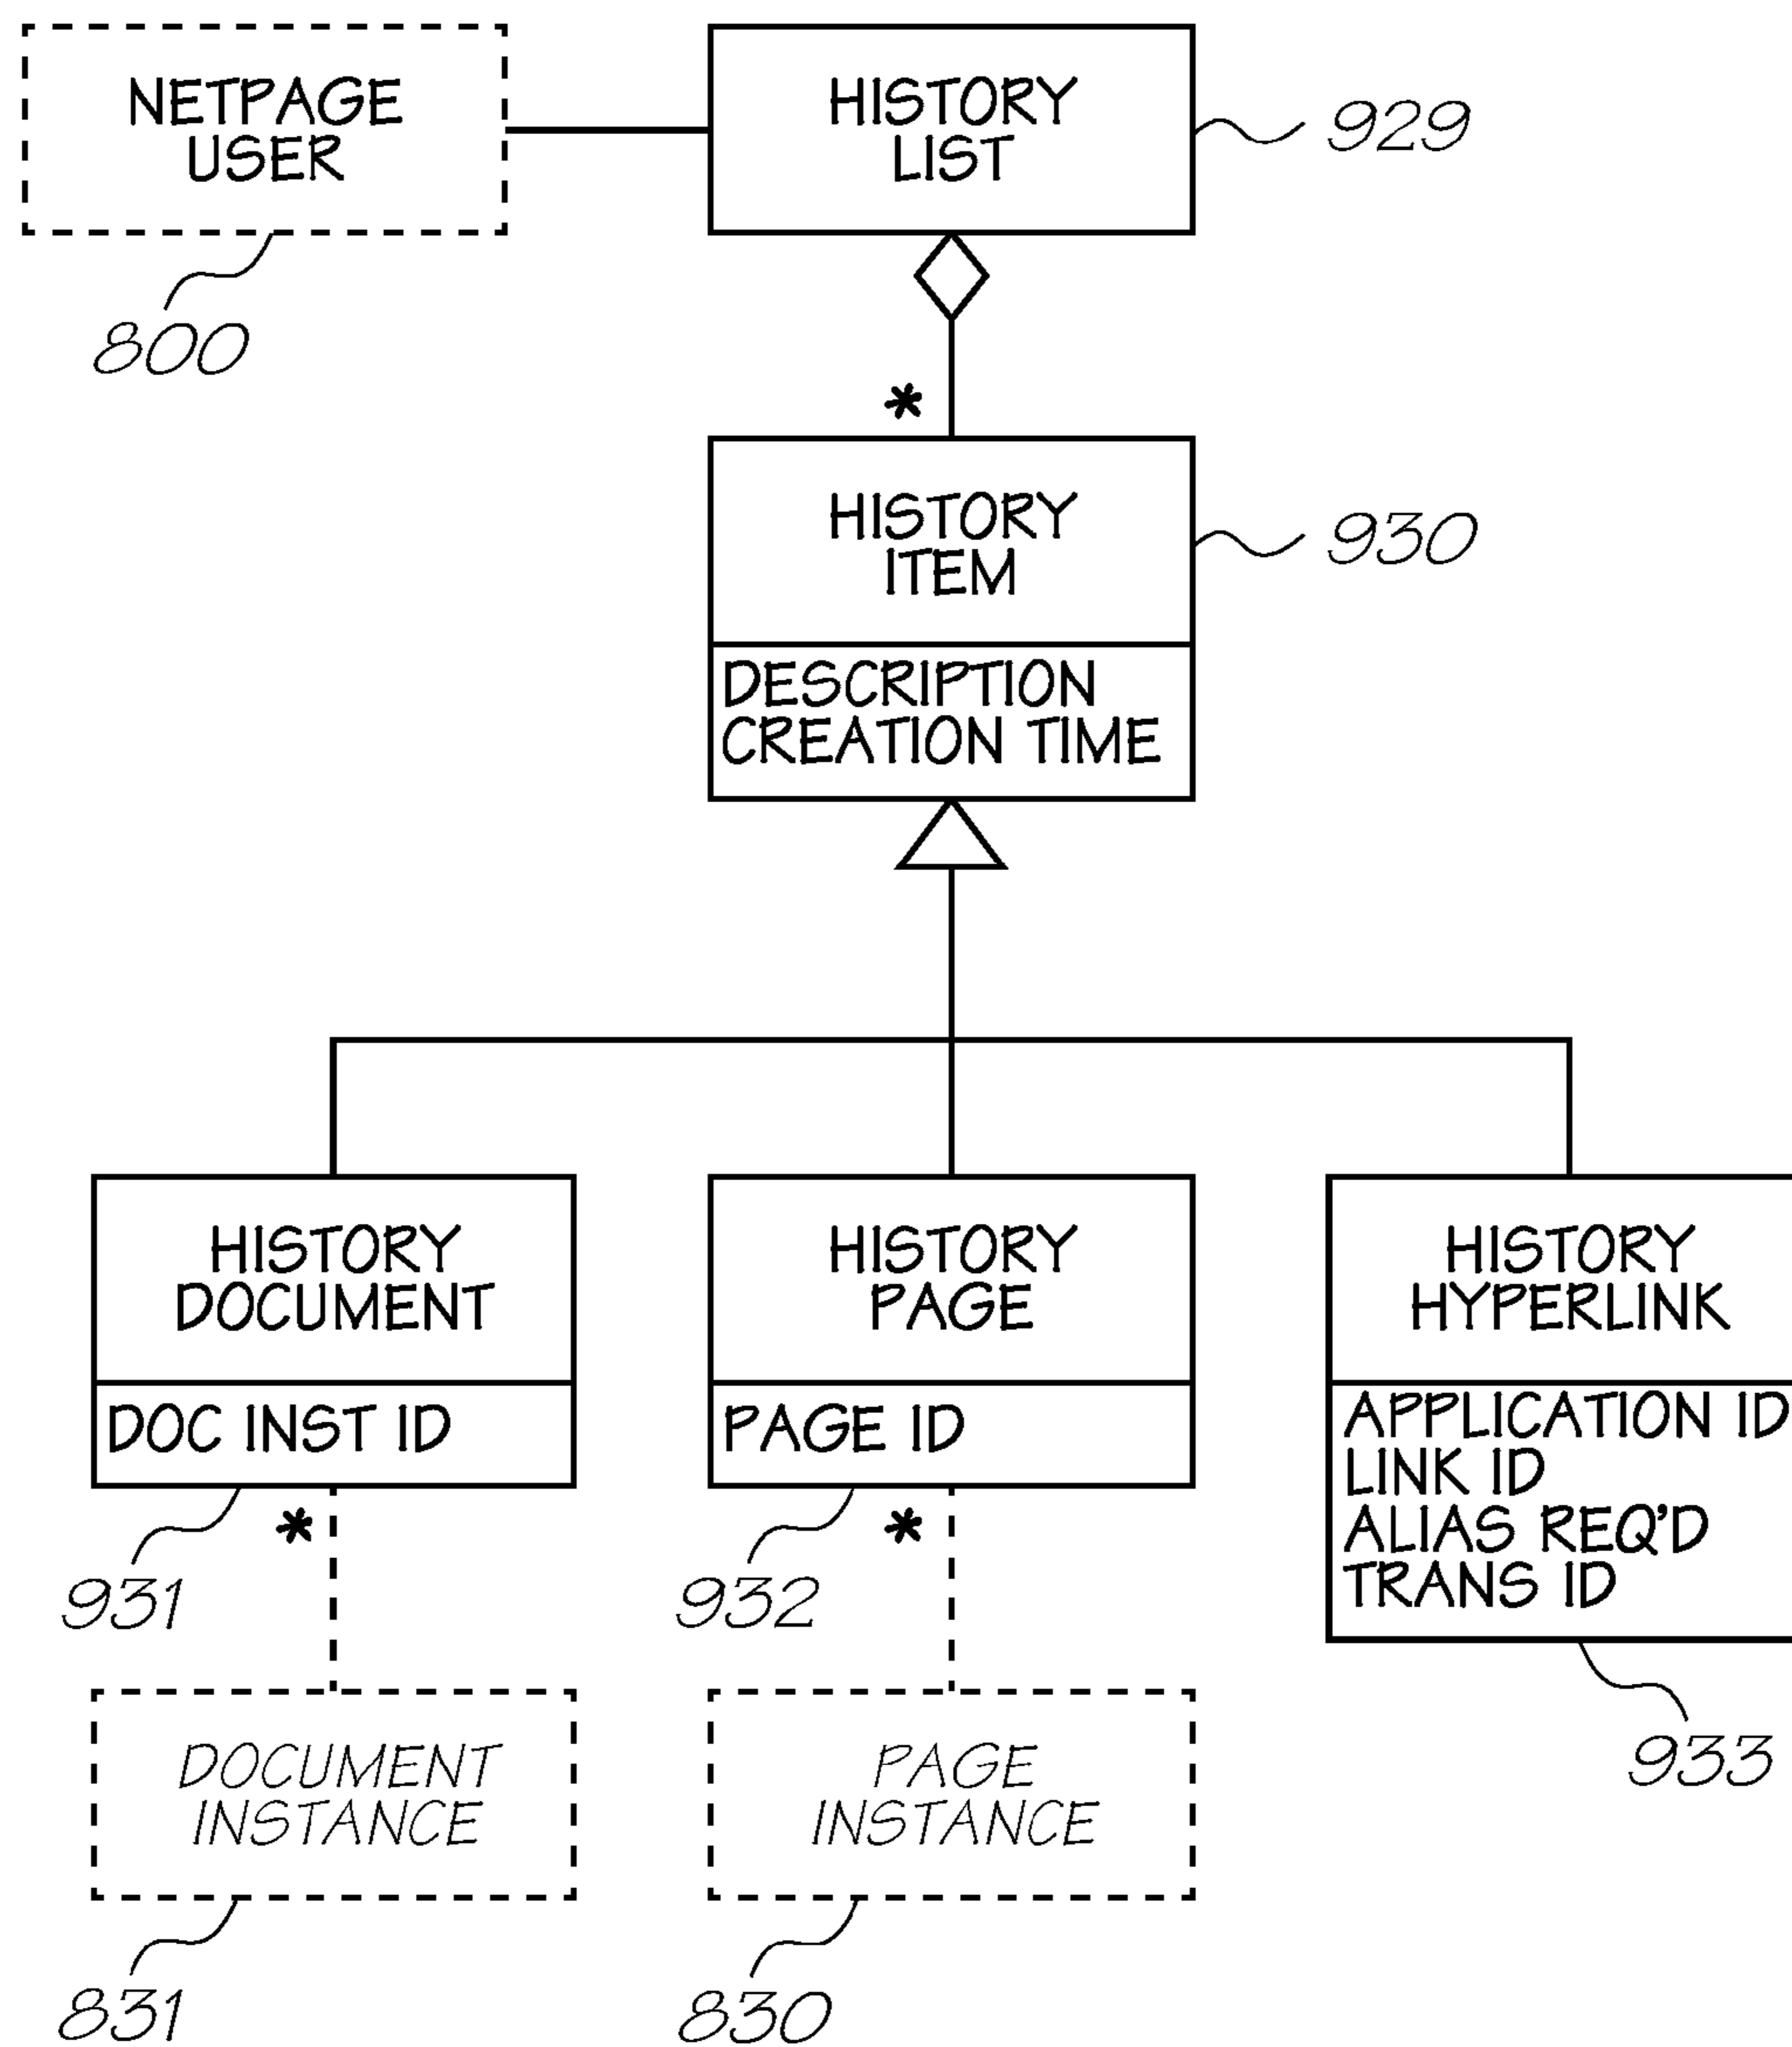 NETPAGE
USER
800
HISTORY
LIST
929
*
HISTORY
ITEM
930
DESCRIPTION
CREATION TIME
HISTORY
DOCUMENT
DOC INST ID
*
931
HISTORY
PAGE
PAGE ID
*
932
HISTORY
HYPERLINK
APPLICATION ID
LINK ID
ALIAS REQ'D
TRANS ID
933
DOCUMENT
INSTANCE
831
PAGE
INSTANCE
830